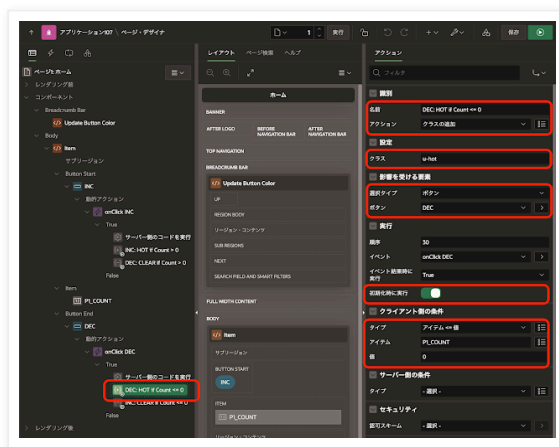 アプリケーション107 \ ページ・デザイナ
1
実行
保存
ページ1: ホーム
レンダリング前
コンポーネント
Breadcrumb Bar
Update Button Color
Body
Item
サブリージョン
Button Start
INC
動的アクション
onClick INC
True
サーバー側のコードを実行
INC: HOT if Count > 0
DEC: CLEAR if Count > 0
False
Item
P1_COUNT
Button End
DEC
動的アクション
onClick DEC
True
サーバー側のコードを実行
DEC: HOT if Count <= 0
INC: CLEAR if Count <= 0
False
レンダリング後
レイアウト
ページ検索
ヘルプ
ホーム
BANNER
AFTER LOGO
BEFORE NAVIGATION BAR
AFTER NAVIGATION BAR
TOP NAVIGATION
BREADCRUMB BAR
Update Button Color
UP
REGION BODY
リージョン・コンテンツ
SUB REGIONS
NEXT
SEARCH FIELD AND SMART FILTERS
FULL WIDTH CONTENT
BODY
Item
サブリージョン
BUTTON START
INC
ITEM
P1_COUNT
リージョン・コンテンツ
アクション
フィルタ
識別
名前 DEC: HOT if Count <= 0
アクション クラスの追加
設定
クラス u-hot
影響を受ける要素
選択タイプ ボタン
ボタン DEC
実行
順序 30
イベント onClick DEC
イベント結果時に実行 True
初期化時に実行
クライアント側の条件
タイプ アイテム <= 値
アイテム P1_COUNT
値 0
サーバー側の条件
タイプ - 選択 -
セキュリティ
認可スキーム - 選択 -